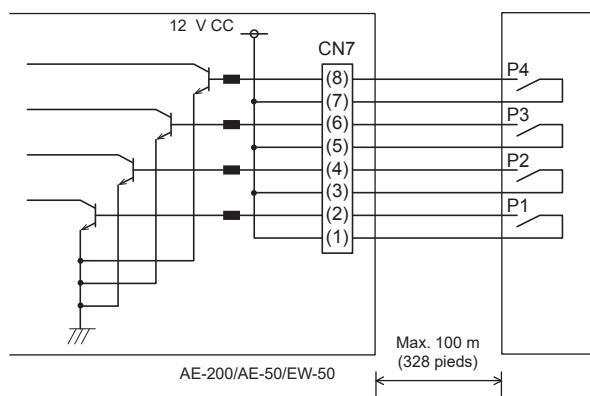 12 V CC
CN7
(8)
P4
(7)
(6)
P3
(5)
(4)
P2
(3)
(2)
P1
(1)
Max. 100 m
(328 pieds)
AE-200/AE-50/EW-50